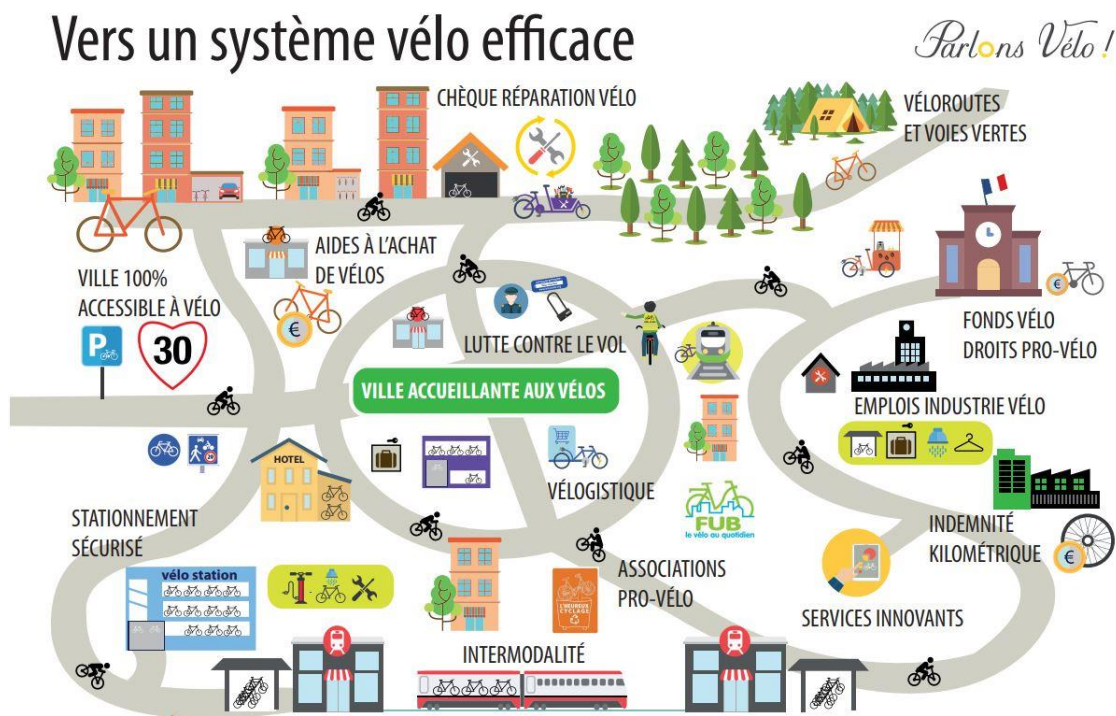 Vers un système vélo efficace
Parlons Vélo !
CHÈQUE RÉPARATION VÉLO
VÉLOROUTES
ET VOIES VERTES
AIDES À L'ACHAT
DE VÉLOS
VILLE 100%
ACCESSIBLE À VÉLO
P
30
€
LUTTE CONTRE LE VOL
€
FONDS VÉLO
DROITS PRO-VÉLO
VILLE ACCUEILLANTE AUX VÉLOS
EMPLOIS INDUSTRIE VÉLO
HOTEL
VÉLOGISTIQUE
FUB
le vélo au quotidien
STATIONNEMENT
SÉCURISÉ
INDEMNITÉ
KILOMÉTRIQUE
€
vélo station
ASSOCIATIONS
PRO-VÉLO
L'HEUREUX
CYCLAGE
SERVICES INNOVANTS
INTERMODALITÉ